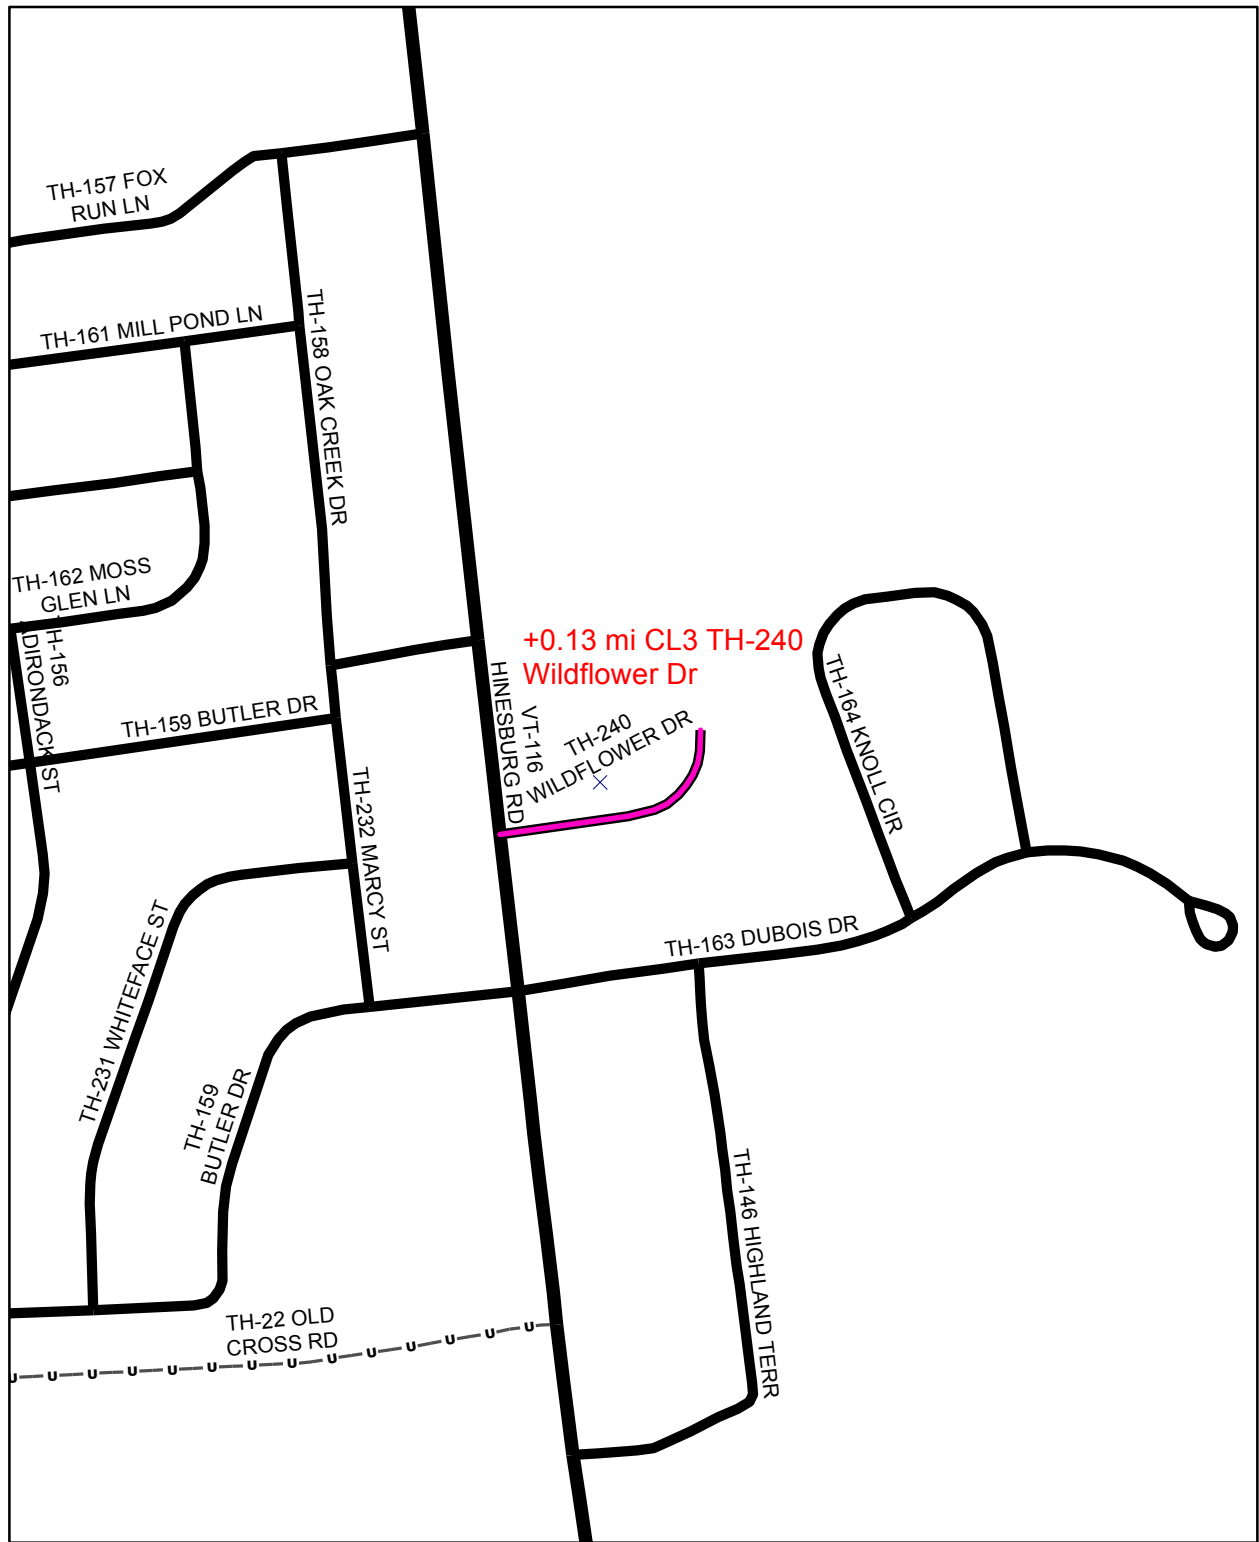 TH-157 FOX
RUN LN
TH-161 MILL POND LN
TH-158 OAK CREEK DR
TH-162 MOSS
GLEN LN
TH-156
ADIRONDACK ST
+0.13 mi CL3 TH-240
Wildflower Dr
VT-116
HINESBURG RD
TH-240
WILDFLOWER DR
TH-164 KNOLL CIR
TH-159 BUTLER DR
TH-232 MARCY ST
TH-163 DUBOIS DR
TH-231 WHITEFACE ST
TH-159
BUTLER DR
TH-146 HIGHLAND TERR
TH-22 OLD
CROSS RD
U U U U U U U U U U U U U U